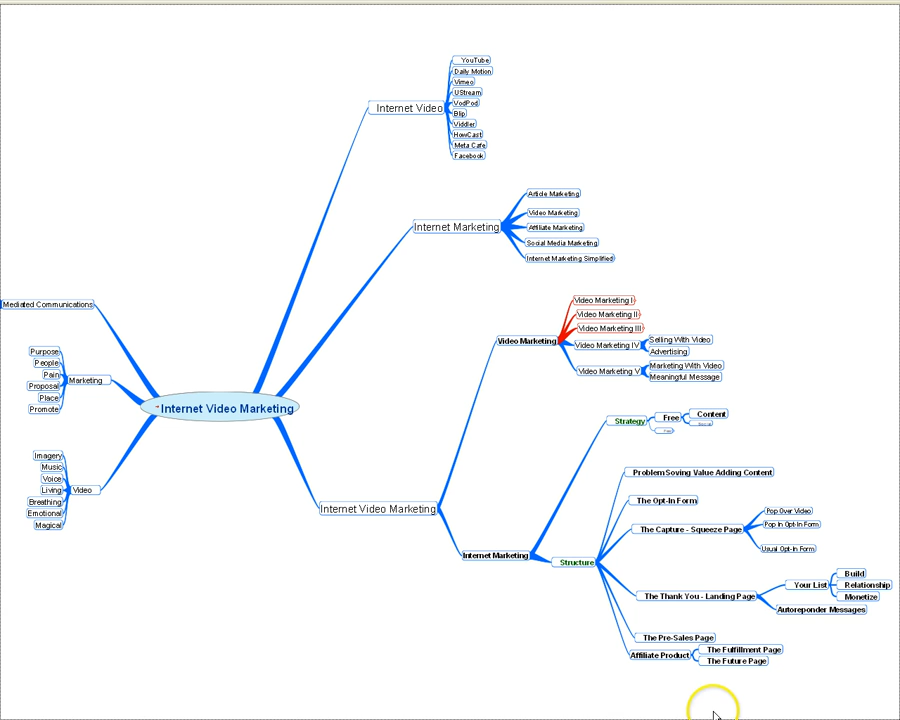 Internet Video
YouTube
Daily Motion
Vimeo
UStream
VodPod
Blip
Viddler
HowCast
Meta Cafe
Facebook
Internet Marketing
Article Marketing
Video Marketing
Affiliate Marketing
Social Media Marketing
Internet Marketing Simplified
Mediated Communications
Marketing
Purpose
People
Pain
Proposal
Place
Promote
Video
Imagery
Music
Voice
Living
Breathing
Emotional
Magical
Internet Video Marketing
Internet Video Marketing
Video Marketing
Video Marketing I
Video Marketing II
Video Marketing III
Video Marketing IV
Selling With Video
Advertising
Video Marketing V
Marketing With Video
Meaningful Message
Internet Marketing
Strategy
Free
Content
Structure
Problem Soving Value Adding Content
The Opt-In Form
The Capture - Squeeze Page
Pop Over Video
Pop In Opt-In Form
Usual Opt-In Form
The Thank You - Landing Page
Your List
Build
Relationship
Monetize
Autoreponder Messages
The Pre-Sales Page
Affiliate Product
The Fulfillment Page
The Future Page